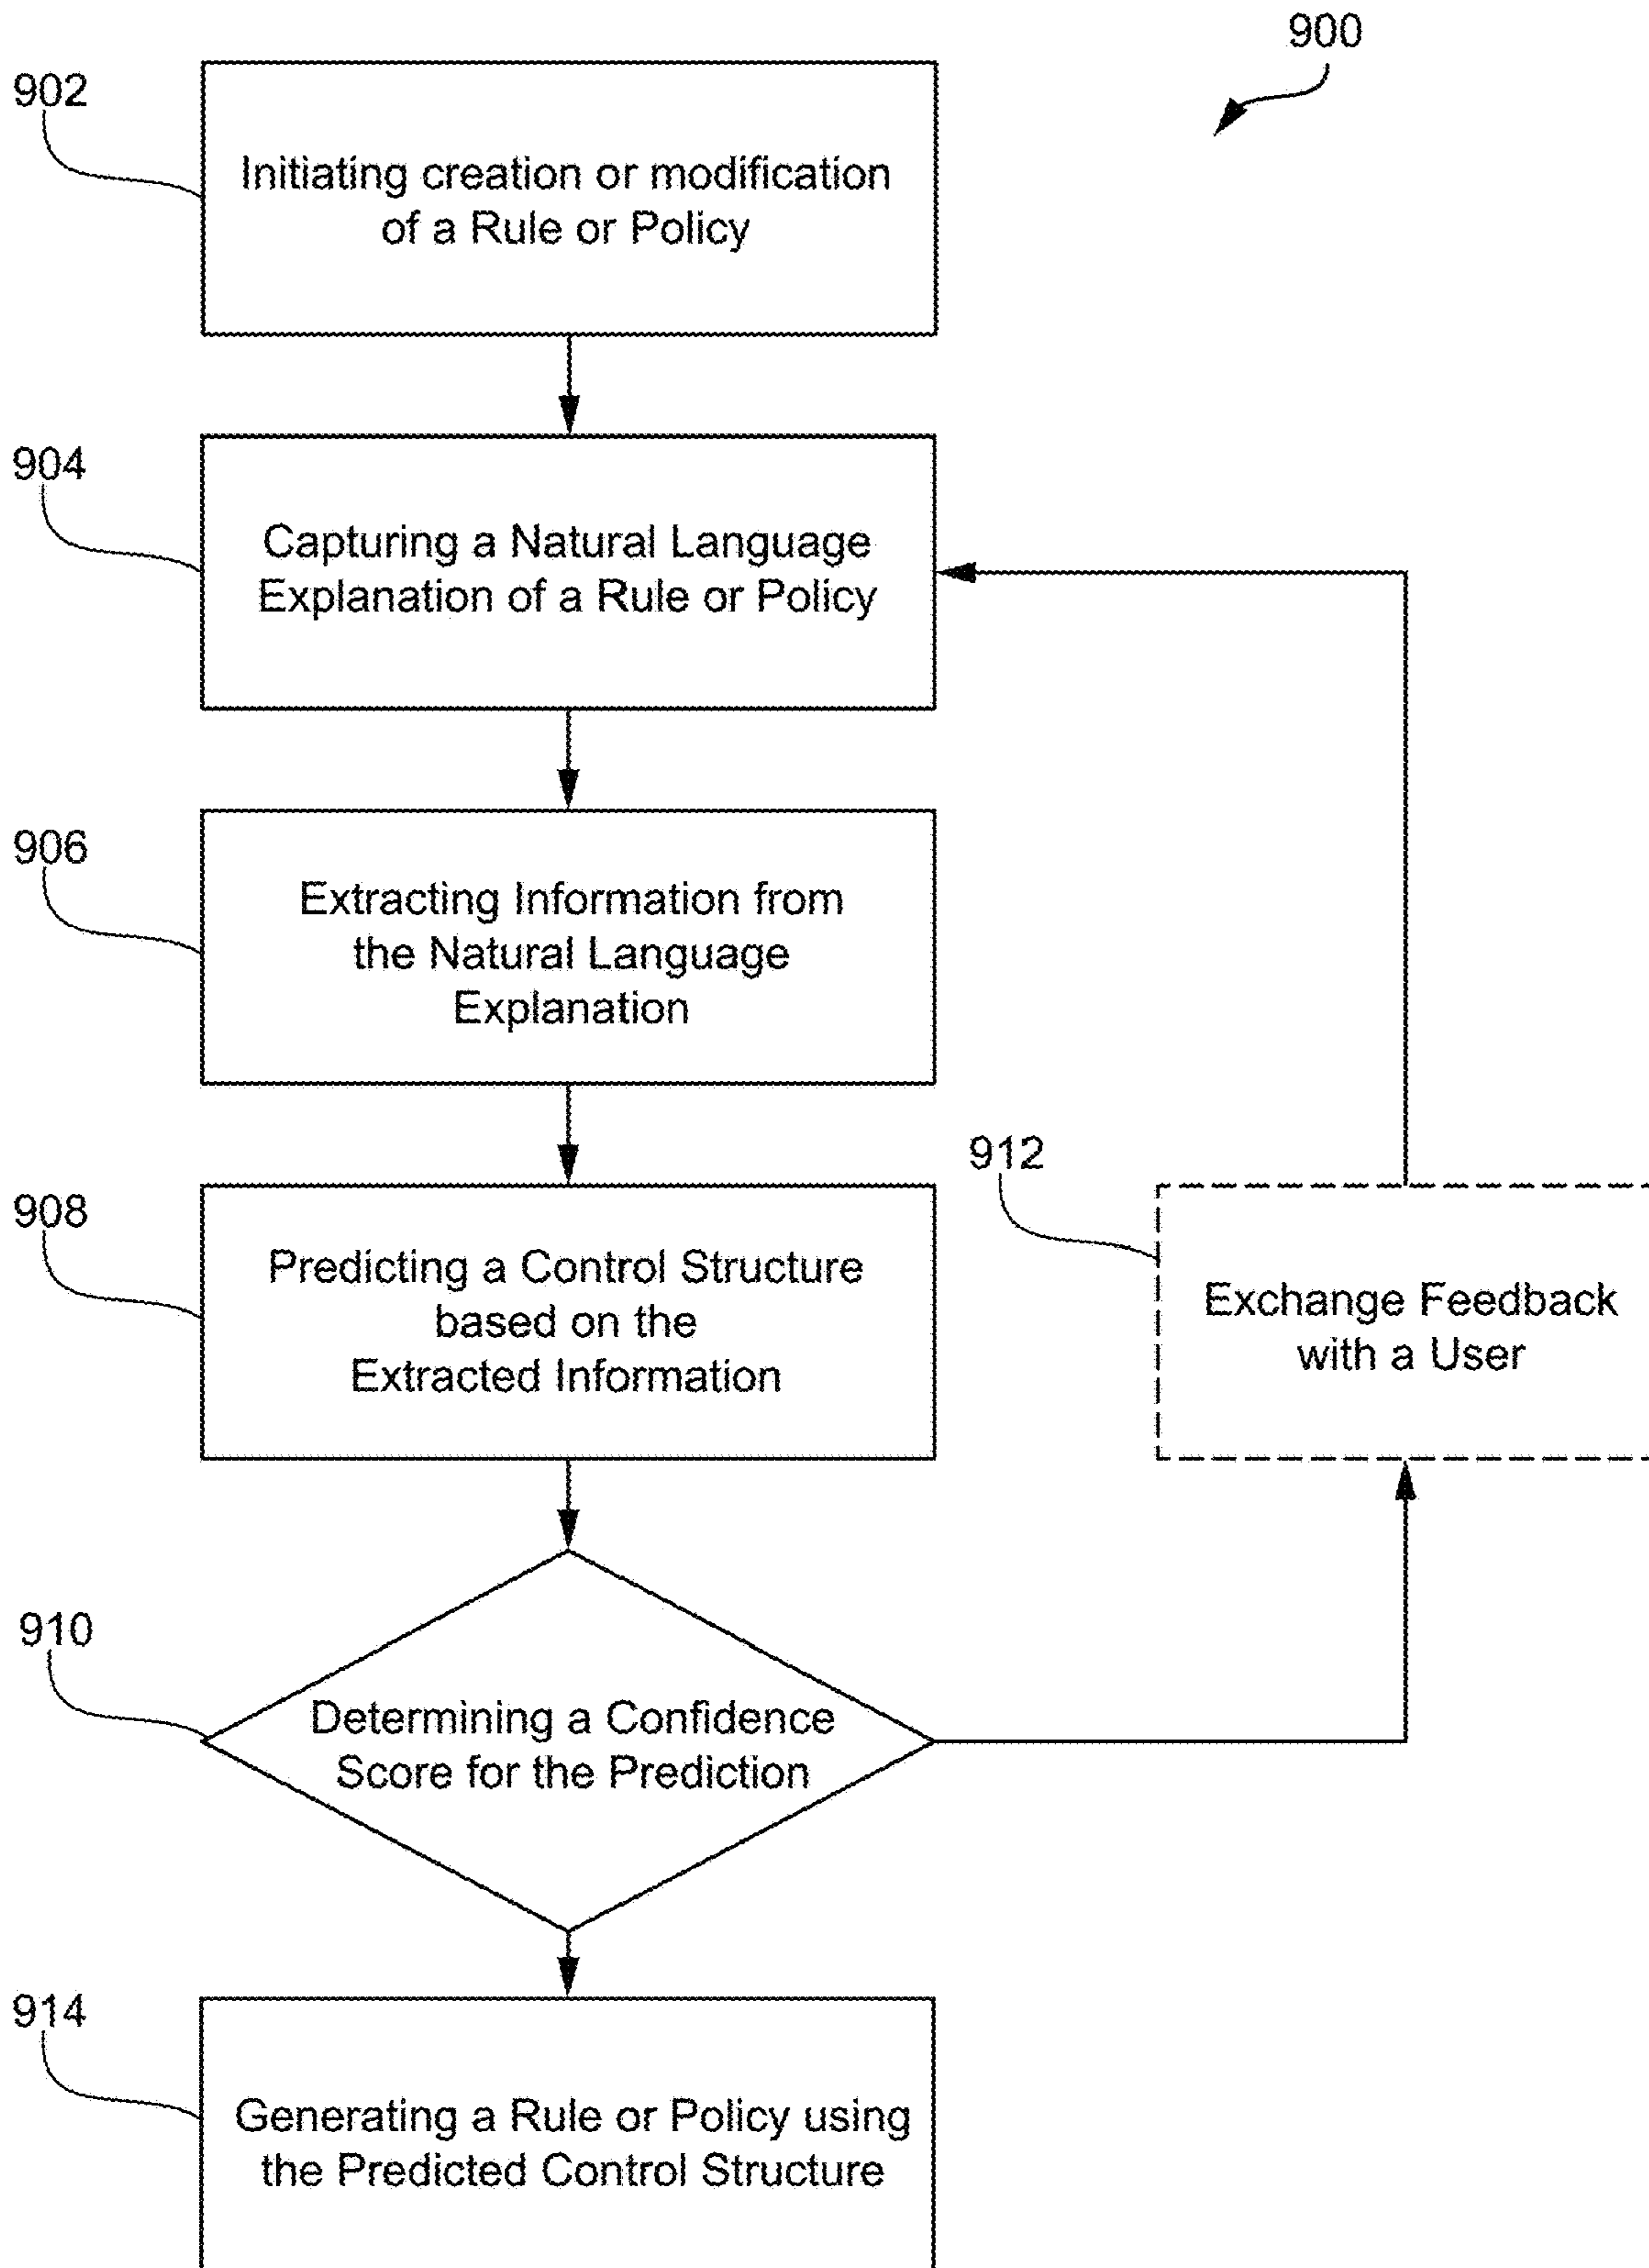 900
902
Initiating creation or modification
of a Rule or Policy
904
Capturing a Natural Language
Explanation of a Rule or Policy
906
Extracting Information from
the Natural Language
Explanation
908
Predicting a Control Structure
based on the
Extracted Information
912
Exchange Feedback
with a User
910
Determining a Confidence
Score for the Prediction
914
Generating a Rule or Policy using
the Predicted Control Structure